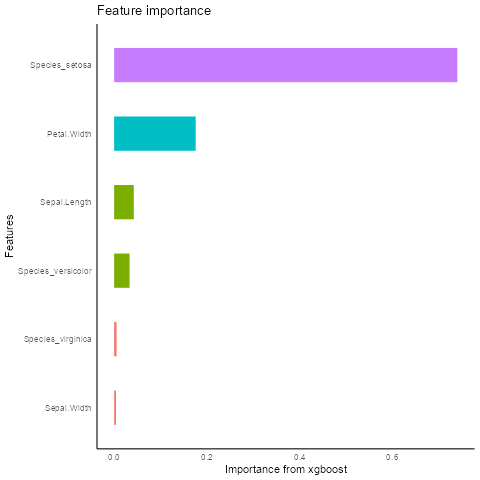 Feature importance
Species_setosa
Petal.Width
Sepal.Length
Species_versicolor
Species_virginica
Sepal.Width
Features
0.0 0.2 0.4 0.6
Importance from xgboost